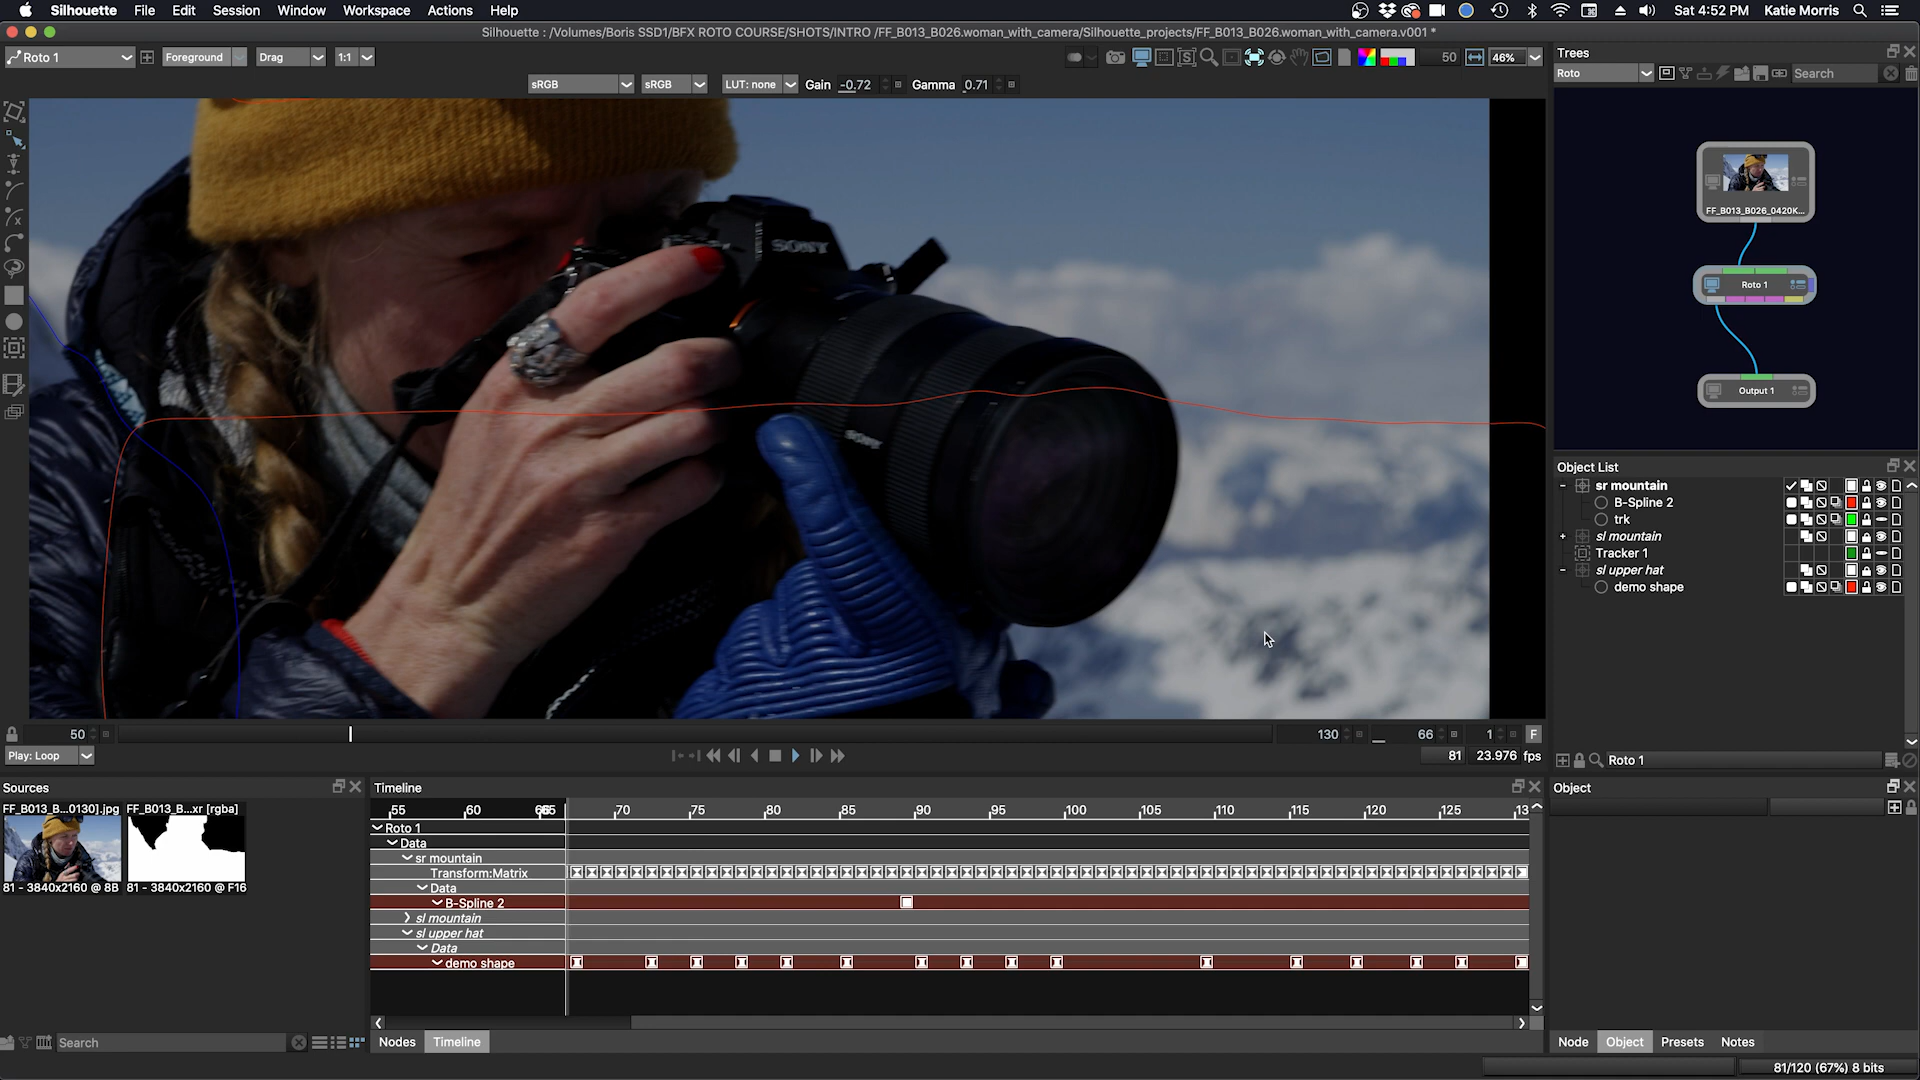 Silhouette File Edit Session Window Workspace Actions Help
Sat 4:52 PM Katie Morris
Silhouette : /Volumes/Boris SSD1/BFX ROTO COURSE/SHOTS/INTRO /FF_B013_B026.woman_with_camera/Silhouette_projects/FF_B013_B026.woman_with_camera.v001 *
Roto 1 Foreground Drag 1:1 50 46%
sRGB sRGB LUT: none Gain -0.72 Gamma 0.71
Trees
Roto Search
FF_B013_B026_0420K...
Roto 1
Output 1
SONY
SONY
Object List
sr mountain
B-Spline 2
trk
sl mountain
Tracker 1
sl upper hat
demo shape
Roto 1
50 130 66 1 F
Play: Loop 81 23.976 fps
Sources
FF_B013_B...0130].jpg FF_B013_B...xr [rgba]
81 - 3840x2160 @ 8B 81 - 3840x2160 @ F16
Search
Timeline
55 60 65 70 75 80 85 90 95 100 105 110 115 120 125 13
Roto 1
Data
sr mountain
Transform:Matrix
Data
B-Spline 2
sl mountain
sl upper hat
Data
demo shape
Nodes Timeline
Object
Node Object Presets Notes
81/120 (67%) 8 bits